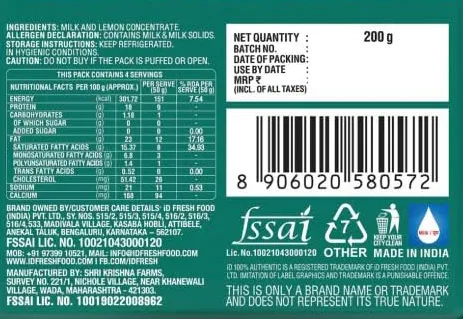 INGREDIENTS: MILK AND LEMON CONCENTRATE.
ALLERGEN DECLARATION: CONTAINS MILK & MILK SOLIDS.
STORAGE INSTRUCTIONS: KEEP REFRIGERATED.
IN HYGIENIC CONDITIONS.
CAUTION: DO NOT BUY IF THE PACK IS PUFFED OR OPEN.
THIS PACK CONTAINS 4 SERVINGS
NUTRITIONAL FACTS PER 100 g (APPROX.) PER SERVE (50 g) % RDA PER SERVE (50 g)
ENERGY (kcal) 301.72 151 7.54
PROTEIN (g) 18 9 -
CARBOHYDRATES (g) 1.18 1 -
OF WHICH SUGAR (g) 0 0 -
ADDED SUGAR (g) 0 0 0.00
FAT (g) 23 12 17.16
SATURATED FATTY ACIDS (g) 15.37 8 34.93
MONOSATURATED FATTY ACIDS (g) 6.8 3 -
POLYUNSATURATED FATTY ACIDS (g) 1.4 1 -
TRANS FATTY ACIDS (g) 0.52 0 0.00
CHOLESTEROL (mg) 51.42 26 -
SODIUM (mg) 21 11 0.53
CALCIUM (mg) 188 94 -
BRAND OWNED BY/CUSTOMER CARE DETAILS: iD FRESH FOOD
(INDIA) PVT. LTD., SY. NOS. 515/2, 515/3, 515/4, 516/2, 516/3,
516/4, 533, MADIVALA VILLAGE, KASABA HOBLI, ATTIBELE,
ANEKAL TALUK, BENGALURU, KARNATAKA - 562107.
FSSAI LIC. NO. 10021043000120
MOB: +91 97399 10521, MAIL: INFO@IDFRESHFOOD.COM
WWW.IDFRESHFOOD.COM | FB.COM/IDFRESH
MANUFACTURED BY: SHRI KRISHNA FARMS,
SURVEY NO. 221/1, NICHOLE VILLAGE, NEAR KHANEWALI
VILLAGE, WADA, MAHARASHTRA - 421303.
FSSAI LIC. NO. 10019022008962
NET QUANTITY : 200 g
BATCH NO. :
DATE OF PACKING:
USE BY DATE :
MRP ₹ :
(INCL. OF ALL TAXES)
8 906020 580572
fssai
7
KEEP YOUR
CITY CLEAN
Lic. No. 10021043000120 OTHER MADE IN INDIA
iD 100% AUTHENTIC IS A REGISTERED TRADEMARK OF iD FRESH FOOD (INDIA) PVT.
LTD. IMITATION OF LABEL GRAPHICS AND TRADEMARK IS A PUNISHABLE OFFENCE.
THIS IS ONLY A BRAND NAME OR TRADEMARK
AND DOES NOT REPRESENT ITS TRUE NATURE.